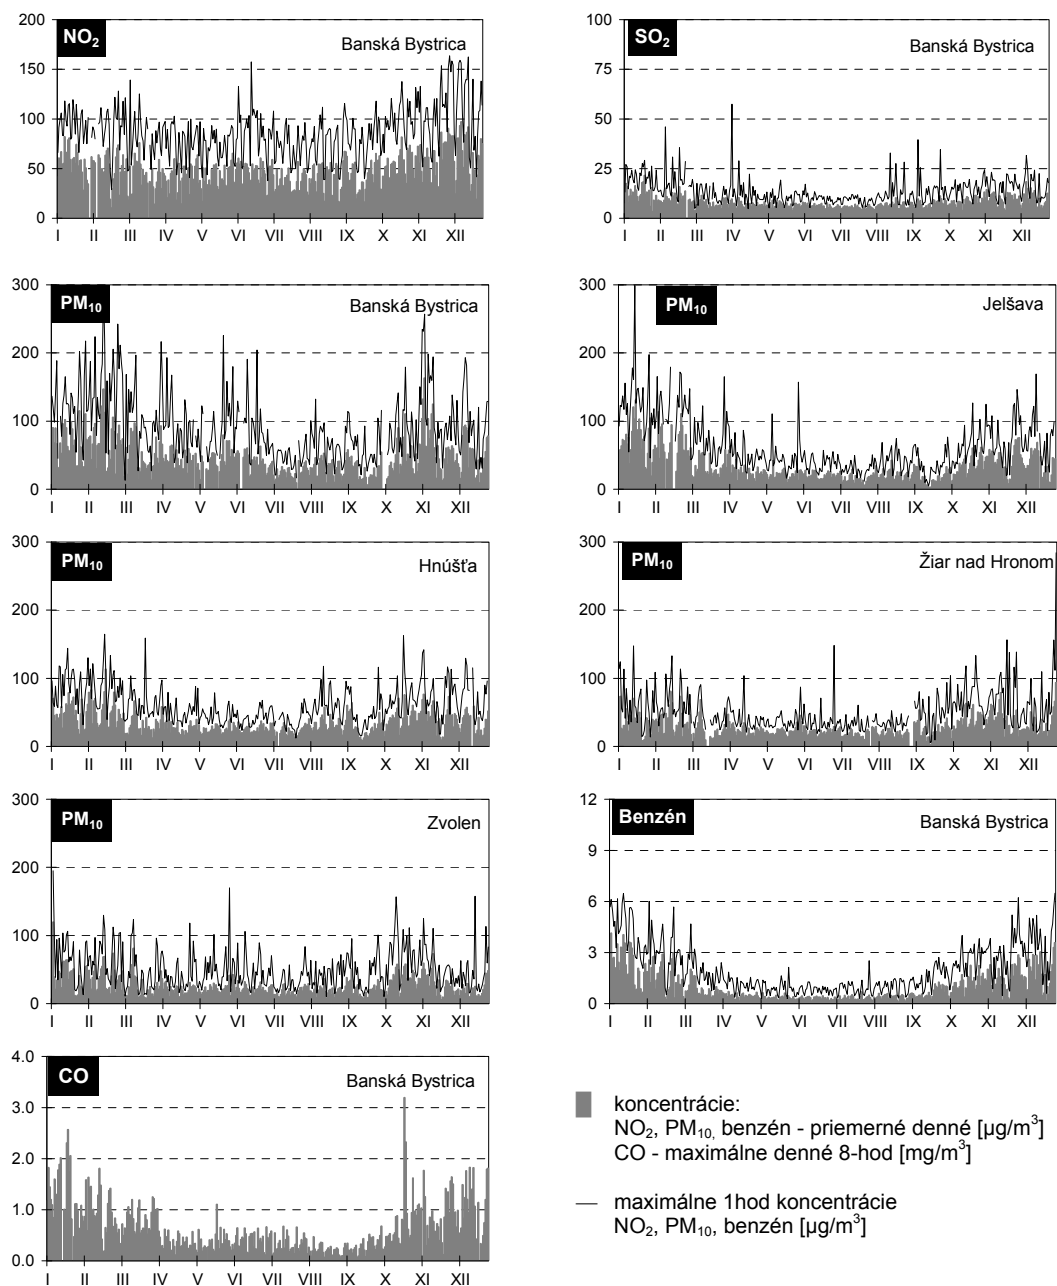 NO₂
Banská Bystrica
200
150
100
50
0
I II III IV V VI VII VIII IX X XI XII
SO₂
Banská Bystrica
100
75
50
25
0
I II III IV V VI VII VIII IX X XI XII
PM₁₀
Banská Bystrica
300
200
100
0
I II III IV V VI VII VIII IX X XI XII
PM₁₀
Jelšava
300
200
100
0
I II III IV V VI VII VIII IX X XI XII
PM₁₀
Hnúšťa
300
200
100
0
I II III IV V VI VII VIII IX X XI XII
PM₁₀
Žiar nad Hronom
300
200
100
0
I II III IV V VI VII VIII IX X XI XII
PM₁₀
Zvolen
300
200
100
0
I II III IV V VI VII VIII IX X XI XII
Benzén
Banská Bystrica
12
9
6
3
0
I II III IV V VI VII VIII IX X XI XII
CO
Banská Bystrica
4.0
3.0
2.0
1.0
0.0
I II III IV V VI VII VIII IX X XI XII
koncentrácie:
NO₂, PM₁₀, benzén - priemerné denné [µg/m³]
CO - maximálne denné 8-hod [mg/m³]
maximálne 1hod koncentrácie
NO₂, PM₁₀, benzén [µg/m³]